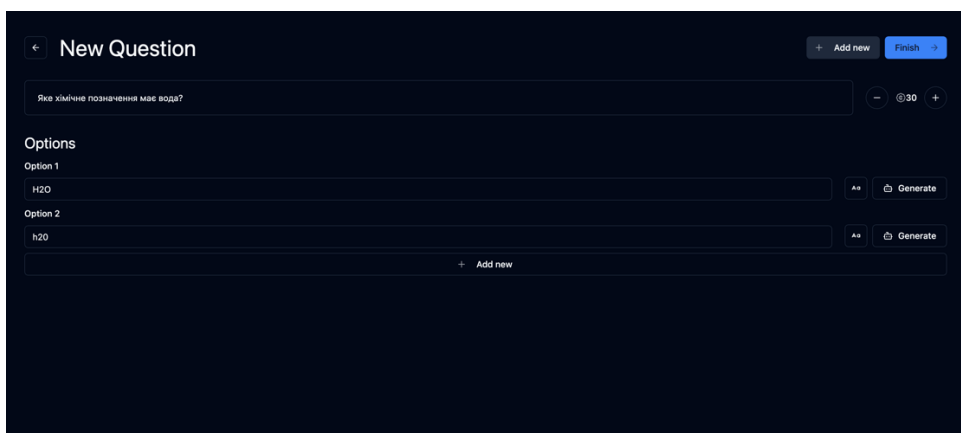 New Question
+ Add new
Finish →
Яке хімічне позначення має вода?
©30
Options
Option 1
H2O
Aa
Generate
Option 2
h20
Aa
Generate
+ Add new